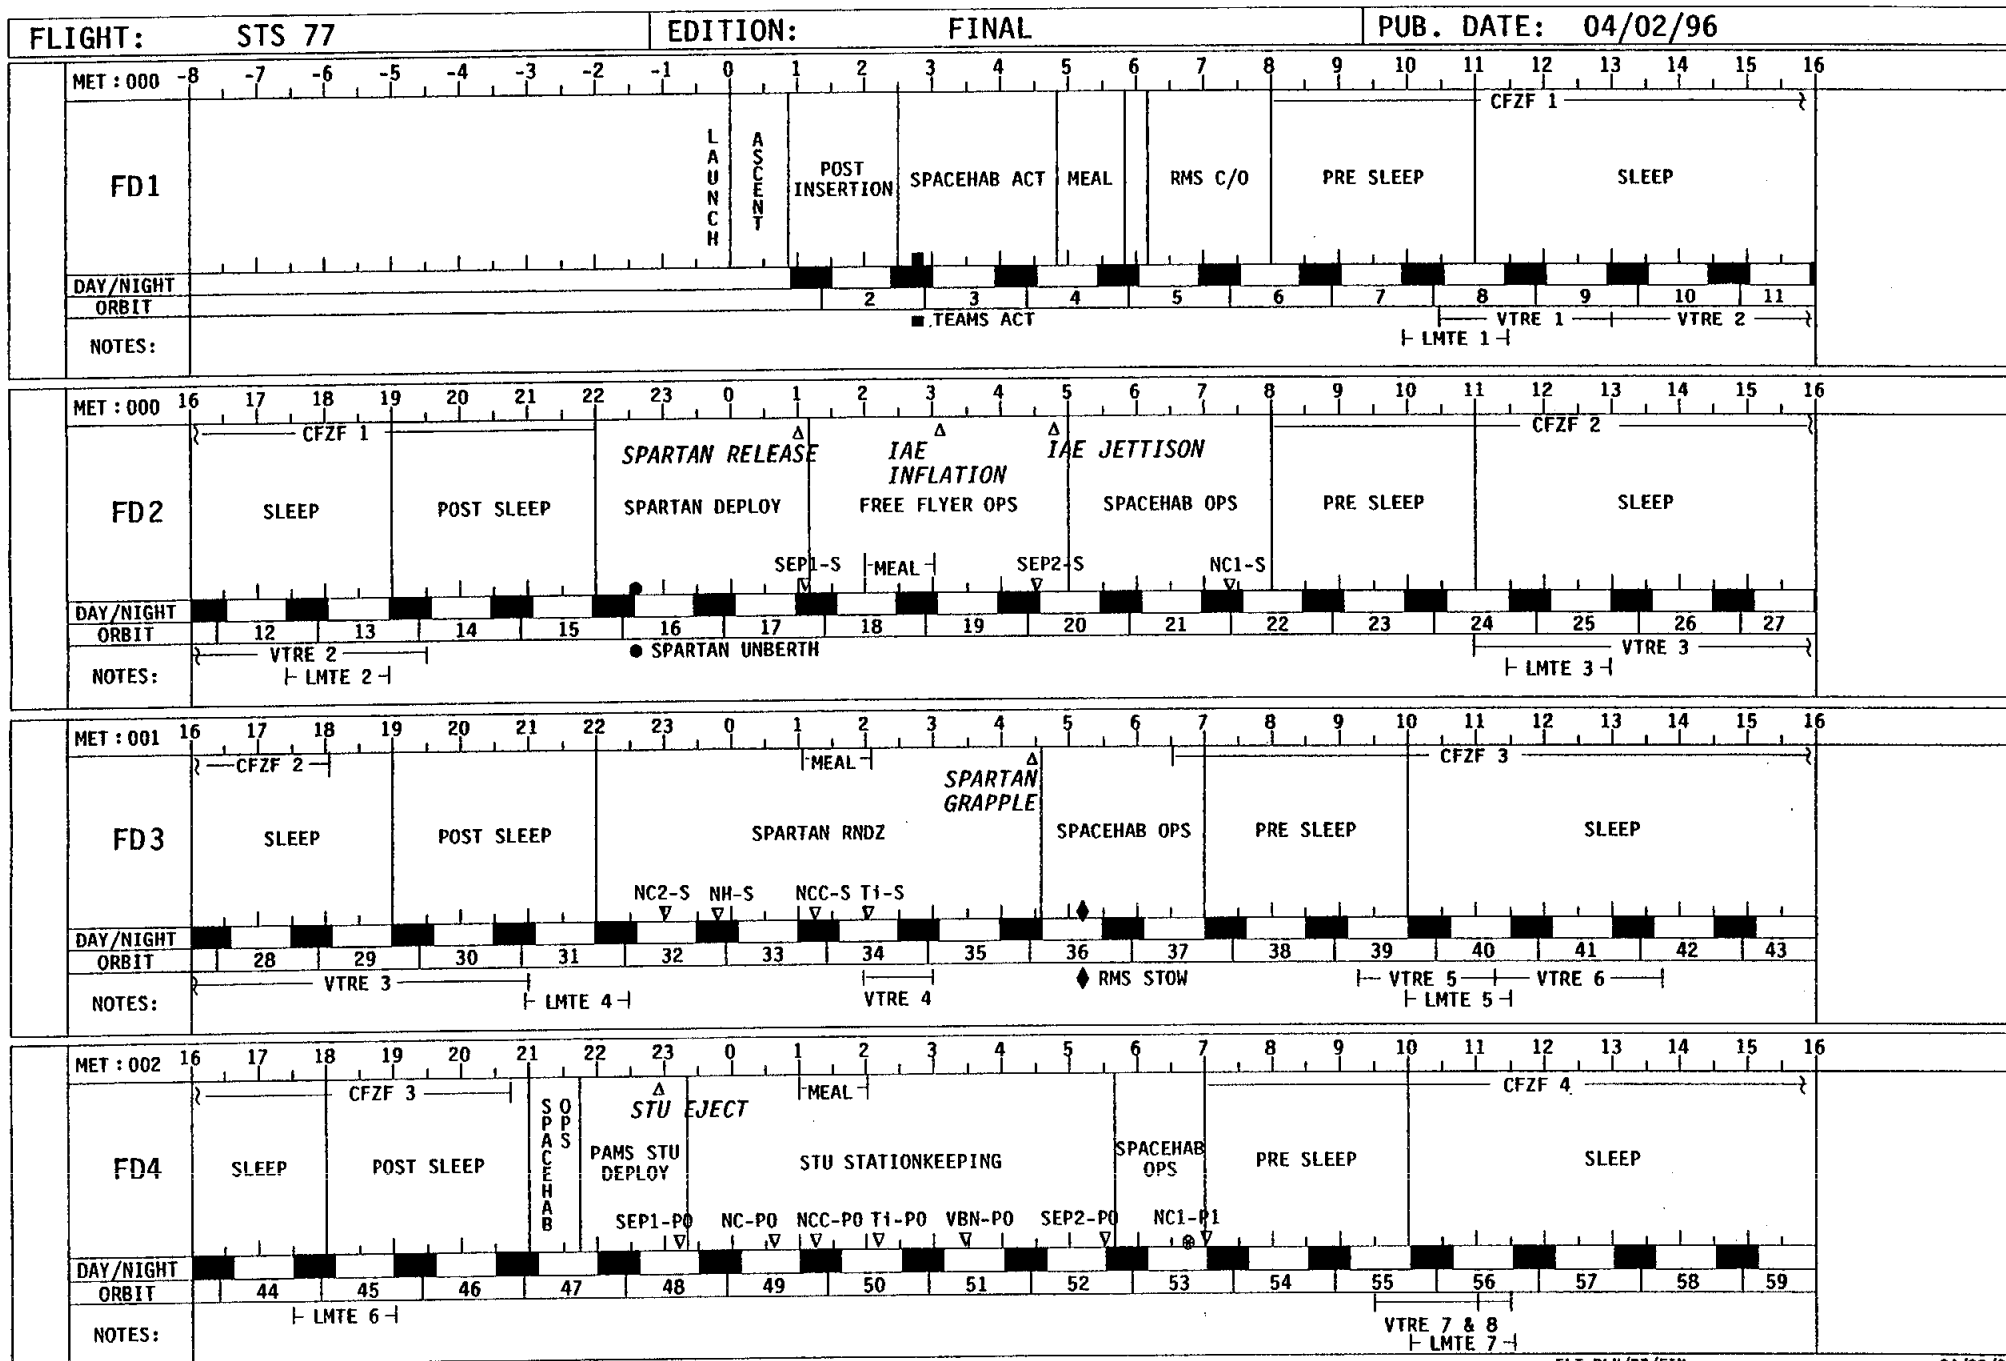 FLIGHT: STS 77 EDITION: FINAL PUB. DATE: 04/02/96
MET:000 -8 -7 -6 -5 -4 -3 -2 -1 0 1 2 3 4 5 6 7 8 9 10 11 12 13 14 15 16
CFZF 1
FD1 LAUNCH ASCENT POST INSERTION SPACEHAB ACT MEAL RMS C/O PRE SLEEP SLEEP
DAY/NIGHT
ORBIT 2 3 4 5 6 7 8 9 10 11
■ TEAMS ACT VTRE 1 VTRE 2
NOTES: LMTE 1
MET:000 16 17 18 19 20 21 22 23 0 1 2 3 4 5 6 7 8 9 10 11 12 13 14 15 16
CFZF 1 CFZF 2
SPARTAN RELEASE IAE INFLATION IAE JETTISON
FD2 SLEEP POST SLEEP SPARTAN DEPLOY FREE FLYER OPS SPACEHAB OPS PRE SLEEP SLEEP
SEP1-S MEAL SEP2-S NC1-S
DAY/NIGHT
ORBIT 12 13 14 15 16 17 18 19 20 21 22 23 24 25 26 27
VTRE 2 ● SPARTAN UNBERTH VTRE 3
NOTES: LMTE 2 LMTE 3
MET:001 16 17 18 19 20 21 22 23 0 1 2 3 4 5 6 7 8 9 10 11 12 13 14 15 16
CFZF 2 MEAL CFZF 3
SPARTAN GRAPPLE
FD3 SLEEP POST SLEEP SPARTAN RNDZ SPACEHAB OPS PRE SLEEP SLEEP
NC2-S NH-S NCC-S Ti-S
DAY/NIGHT
ORBIT 28 29 30 31 32 33 34 35 36 37 38 39 40 41 42 43
VTRE 3 ♦ RMS STOW VTRE 5 VTRE 6
NOTES: LMTE 4 VTRE 4 LMTE 5
MET:002 16 17 18 19 20 21 22 23 0 1 2 3 4 5 6 7 8 9 10 11 12 13 14 15 16
CFZF 3 MEAL CFZF 4
STU EJECT
FD4 SLEEP POST SLEEP SPACEHAB OPS PAMS STU DEPLOY STU STATIONKEEPING SPACEHAB OPS PRE SLEEP SLEEP
SEP1-P0 NC-P0 NCC-P0 Ti-P0 VBN-P0 SEP2-P0 NC1-P1
DAY/NIGHT
ORBIT 44 45 46 47 48 49 50 51 52 53 54 55 56 57 58 59
LMTE 6 VTRE 7 & 8
NOTES: LMTE 7